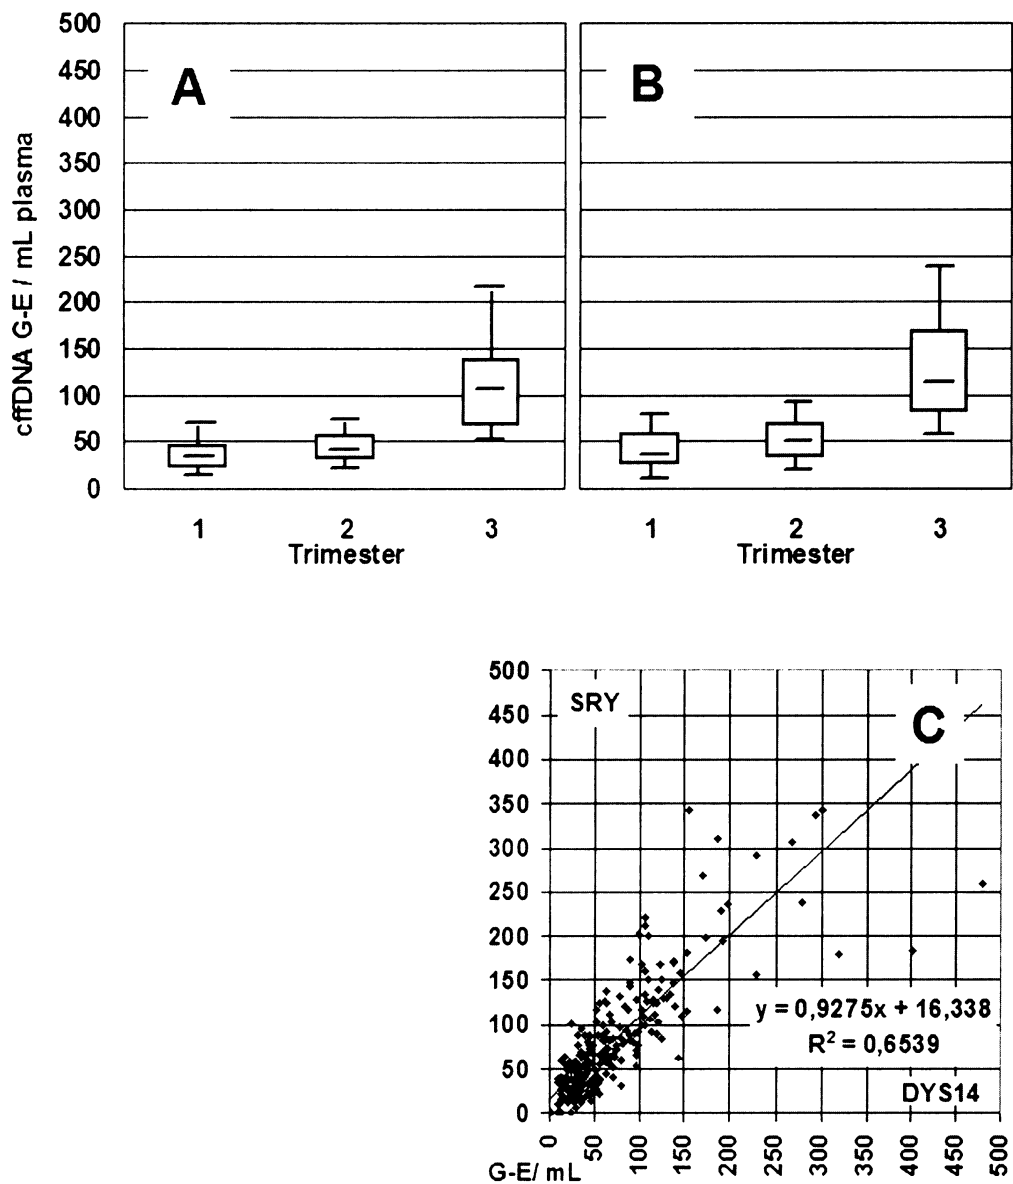 500
450
400
350
300
250
200
150
100
50
0
cffDNA G-E / mL plasma
A
B
1 2 3
Trimester
1 2 3
Trimester
500
450
400
350
300
250
200
150
100
50
0
SRY
C
y = 0,9275x + 16,338
R² = 0,6539
DYS14
0 50 100 150 200 250 300 350 400 450 500
G-E/ mL